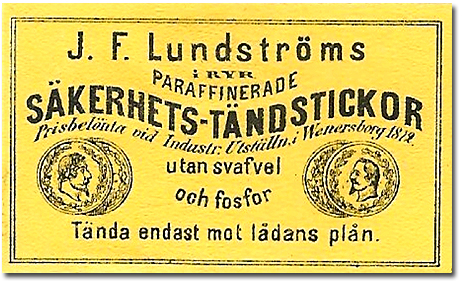 J. F. Lundströms
i RYR.
PARAFFINERADE
SÄKERHETS-TÄNDSTICKOR
Prisbelönta vid Industr. Utställn. i Wenersborg 1872.
utan svafvel
och fosfor
Tända endast mot lådans plån.